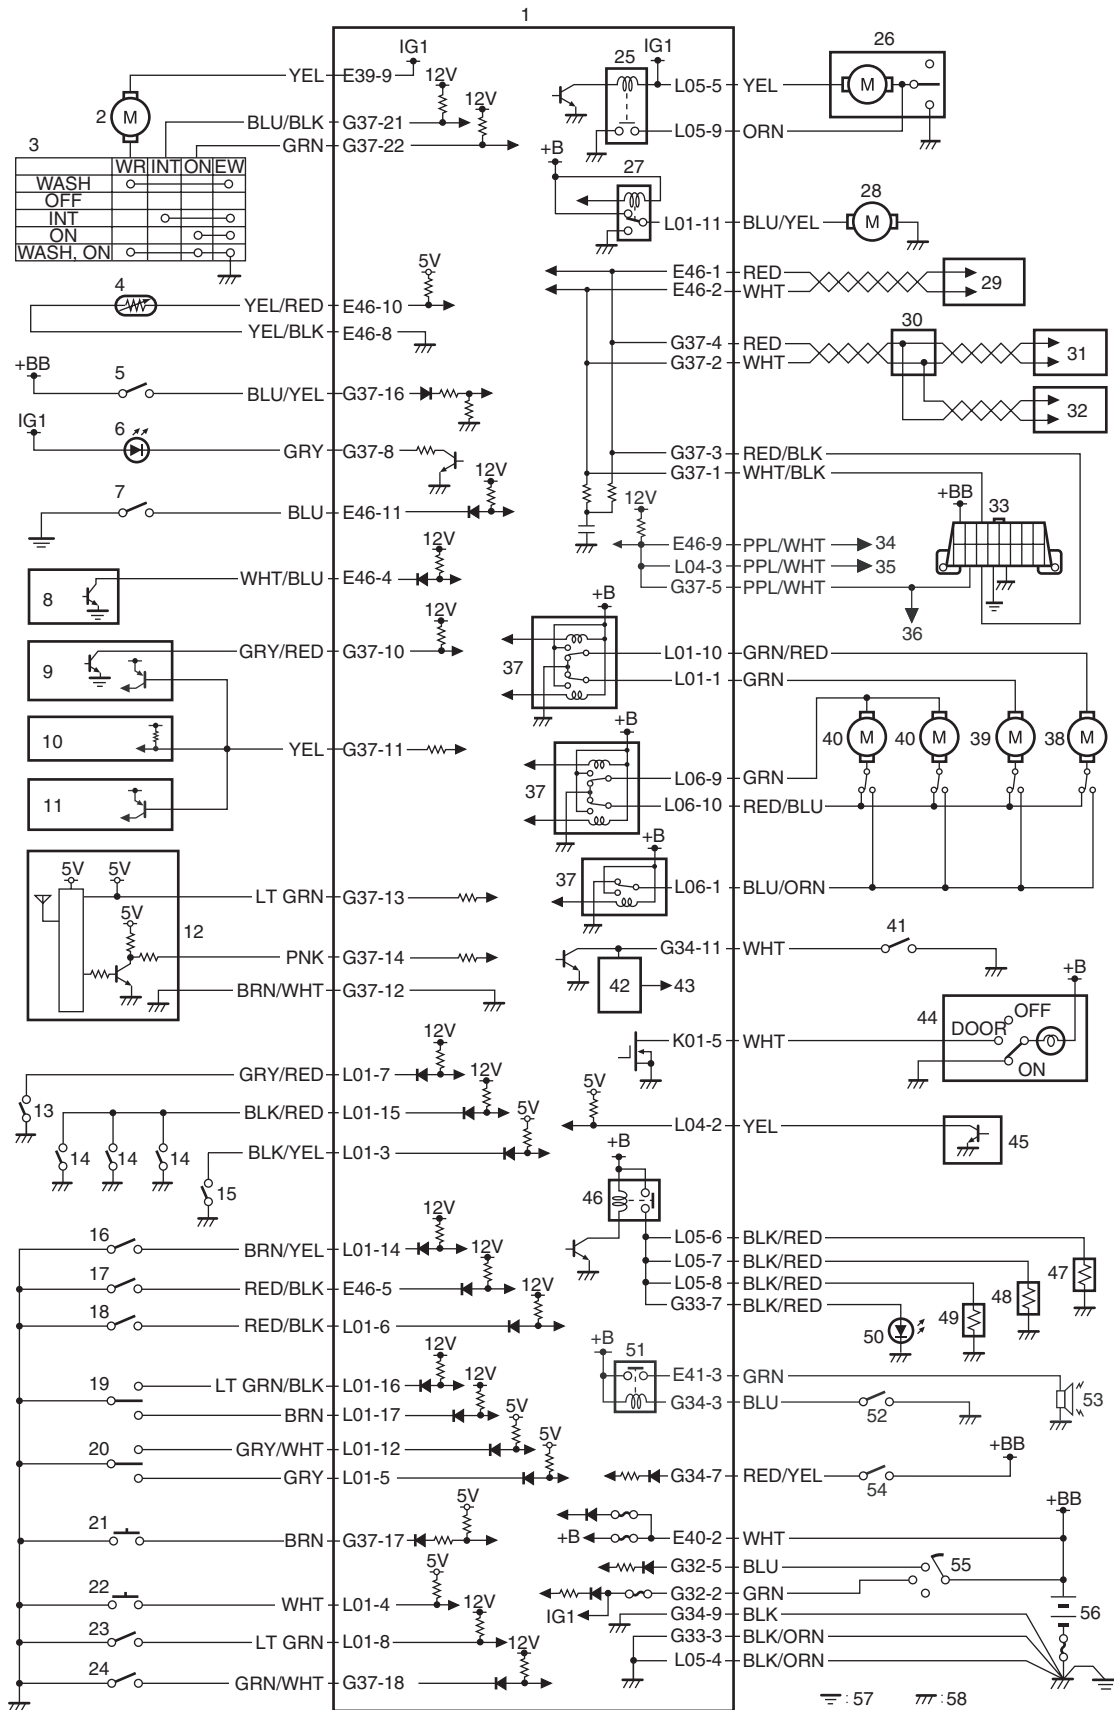 1
IG1
YEL E39-9
12V
2 M
BLU/BLK G37-21
12V
GRN G37-22
3
WR INT ON EW
WASH
OFF
INT
ON
WASH, ON
4
5V
YEL/RED E46-10
YEL/BLK E46-8
+BB
5
BLU/YEL G37-16
IG1
6
GRY G37-8
12V
7
BLU E46-11
12V
8
WHT/BLU E46-4
12V
9
GRY/RED G37-10
10
YEL G37-11
11
5V 5V
5V
12
LT GRN G37-13
PNK G37-14
BRN/WHT G37-12
12V
GRY/RED L01-7
12V
13
BLK/RED L01-15
5V
14 14 14
BLK/YEL L01-3
15
12V
16
BRN/YEL L01-14
12V
17
RED/BLK E46-5
12V
18
RED/BLK L01-6
12V
19
LT GRN/BLK L01-16
12V
BRN L01-17
5V
20
GRY/WHT L01-12
5V
GRY L01-5
5V
21
BRN G37-17
5V
22
WHT L01-4
12V
23
LT GRN L01-8
12V
24
GRN/WHT G37-18
25
IG1
26
L05-5 YEL
M
L05-9 ORN
+B
27
28
L01-11 BLU/YEL
M
E46-1 RED
E46-2 WHT
29
30
G37-4 RED
G37-2 WHT
31
32
G37-3 RED/BLK
G37-1 WHT/BLK
+BB
33
12V
E46-9 PPL/WHT 34
L04-3 PPL/WHT 35
G37-5 PPL/WHT
36
+B
37
L01-10 GRN/RED
L01-1 GRN
+B
40 M 40 M 39 M 38 M
37
L06-9 GRN
L06-10 RED/BLU
+B
37
L06-1 BLU/ORN
41
G34-11 WHT
42 43
+B
44
OFF
DOOR
ON
K01-5 WHT
5V
L04-2 YEL
45
+B
46
L05-6 BLK/RED
47
L05-7 BLK/RED
48
L05-8 BLK/RED
49
G33-7 BLK/RED
50
+B
51
E41-3 GRN
53
G34-3 BLU
52
+BB
G34-7 RED/YEL
54
+BB
+B E40-2 WHT
G32-5 BLU
55
G32-2 GRN
IG1
56
G34-9 BLK
G33-3 BLK/ORN
L05-4 BLK/ORN
: 57 : 58